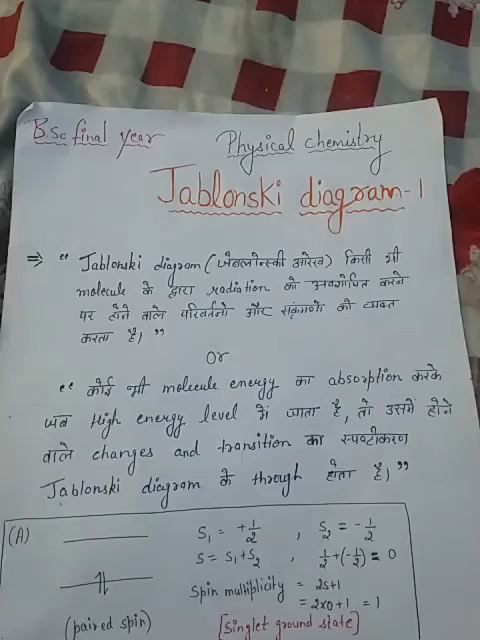 B.Sc final year
Physical chemistry
Jablonski diagram-1
⇒ “ Jablonski diagram (जेबलोन्स्की आरेख) किसी भी
molecule के द्वारा radiation को अवशोषित करने
पर होने वाले परिवर्तनो और संक्रमणो को व्यक्त
करता है। ”
Or
“ कोई भी molecule energy का absorption करके
जब High energy level में जाता है, तो उसमें होने
वाले changes and transition का स्पष्टीकरण
Jablonski diagram के through होता है। ”
(A)
S₁ = +1/2 , S₂ = -1/2
S = S₁+S₂ , 1/2+(-1/2) = 0
Spin multiplicity = 2S+1
= 2x0+1 = 1
(paired spin) [singlet ground state]